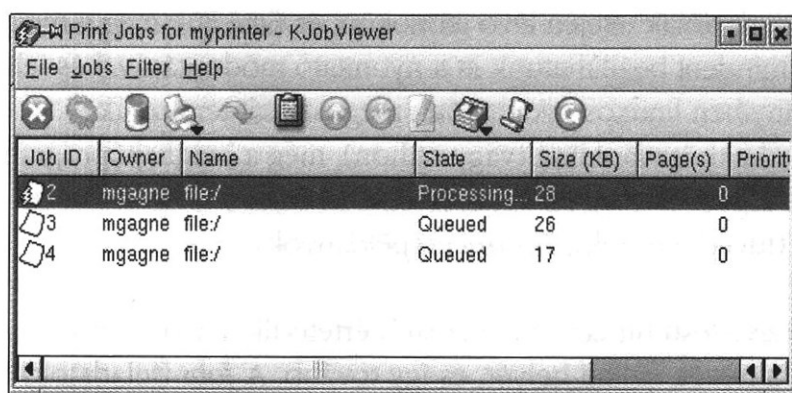 Print Jobs for myprinter - KJobViewer
File Jobs Filter Help
Job ID Owner Name State Size (KB) Page(s) Priority
2 mgagne file:/ Processing... 28 0
3 mgagne file:/ Queued 26 0
4 mgagne file:/ Queued 17 0